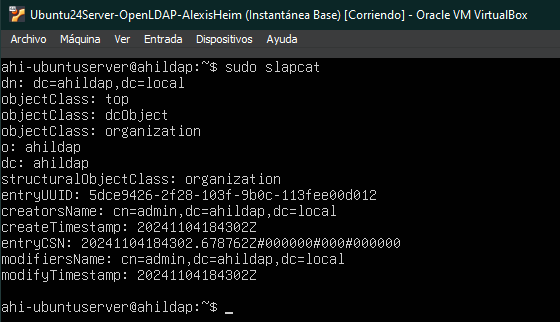 Ubuntu24Server-OpenLDAP-AlexisHeim (Instantánea Base) [Corriendo] - Oracle VM VirtualBox
Archivo Máquina Ver Entrada Dispositivos Ayuda
ahi-ubuntuserver@ahildap:~$ sudo slapcat
dn: dc=ahildap,dc=local
objectClass: top
objectClass: dcObject
objectClass: organization
o: ahildap
dc: ahildap
structuralObjectClass: organization
entryUUID: 5dce9426-2f28-103f-9b0c-113fee00d012
creatorsName: cn=admin,dc=ahildap,dc=local
createTimestamp: 20241104184302Z
entryCSN: 20241104184302.678762Z#000000#000#000000
modifiersName: cn=admin,dc=ahildap,dc=local
modifyTimestamp: 20241104184302Z
ahi-ubuntuserver@ahildap:~$ _